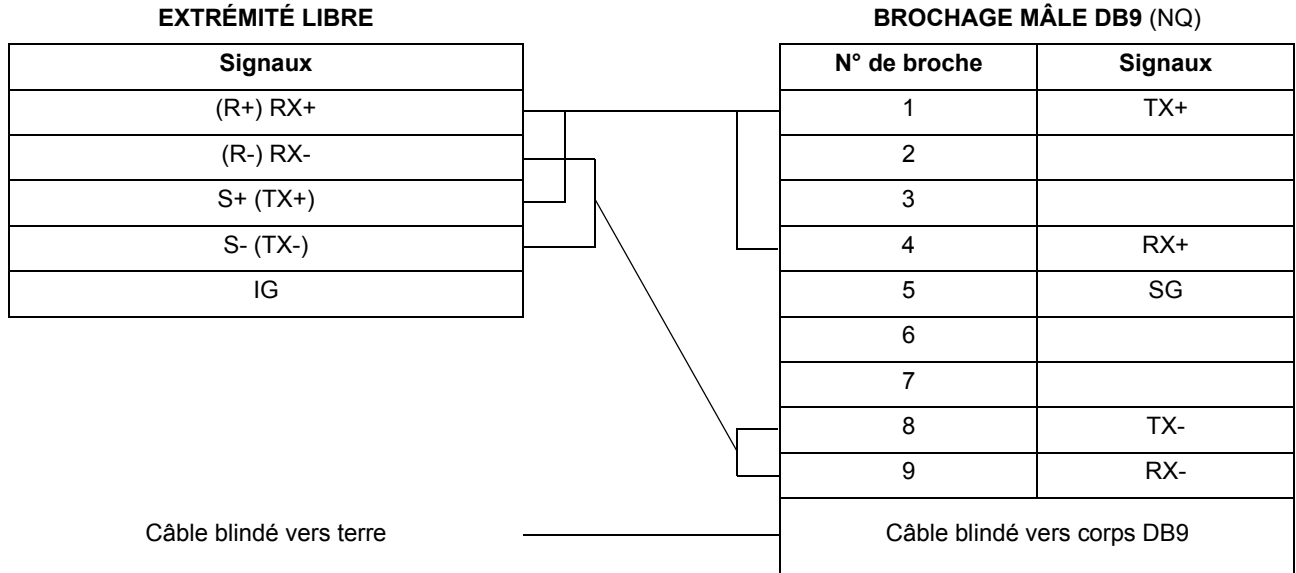 EXTRÉMITÉ LIBRE
BROCHAGE MÂLE DB9 (NQ)
Signaux
N° de broche Signaux
(R+) RX+
1 TX+
(R-) RX-
2
S+ (TX+)
3
S- (TX-)
4 RX+
IG
5 SG
6
7
8 TX-
9 RX-
Câble blindé vers terre
Câble blindé vers corps DB9